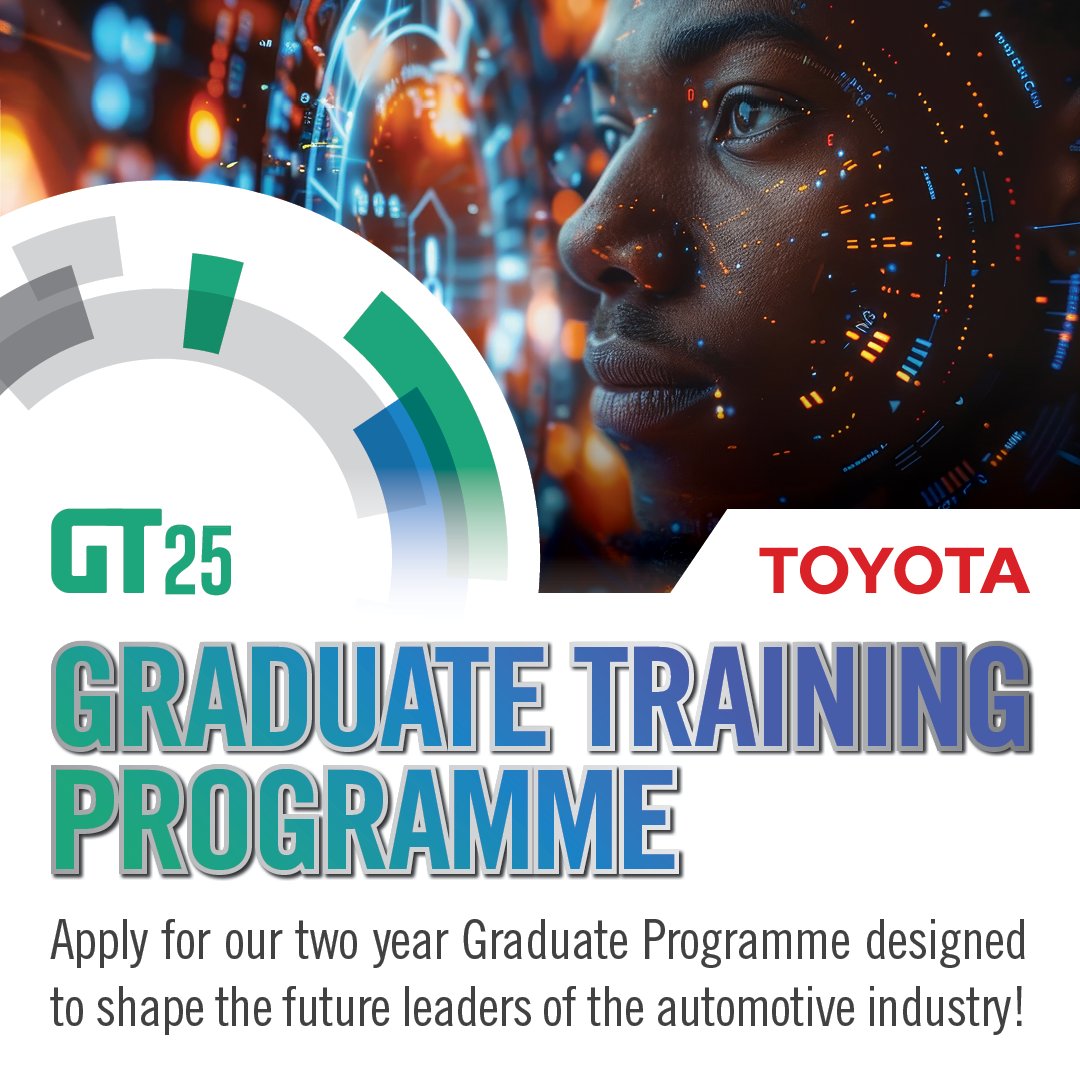 GT25
TOYOTA
GRADUATE TRAINING
PROGRAMME
Apply for our two year Graduate Programme designed
to shape the future leaders of the automotive industry!